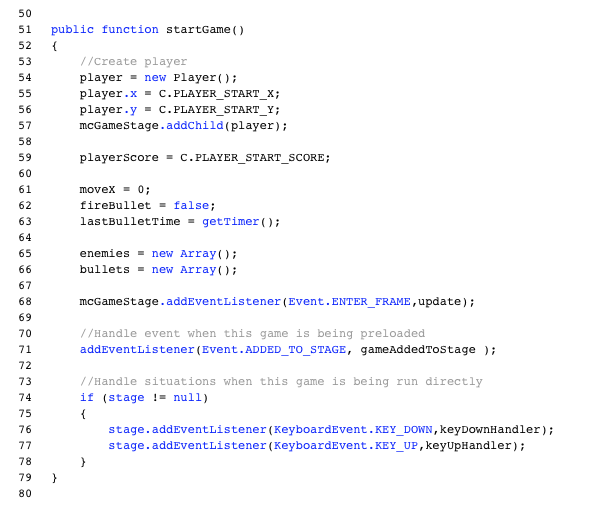 50
51 public function startGame()
52 {
53 //Create player
54 player = new Player();
55 player.x = C.PLAYER_START_X;
56 player.y = C.PLAYER_START_Y;
57 mcGameStage.addChild(player);
58
59 playerScore = C.PLAYER_START_SCORE;
60
61 moveX = 0;
62 fireBullet = false;
63 lastBulletTime = getTimer();
64
65 enemies = new Array();
66 bullets = new Array();
67
68 mcGameStage.addEventListener(Event.ENTER_FRAME,update);
69
70 //Handle event when this game is being preloaded
71 addEventListener(Event.ADDED_TO_STAGE, gameAddedToStage );
72
73 //Handle situations when this game is being run directly
74 if (stage != null)
75 {
76 stage.addEventListener(KeyboardEvent.KEY_DOWN,keyDownHandler);
77 stage.addEventListener(KeyboardEvent.KEY_UP,keyUpHandler);
78 }
79 }
80